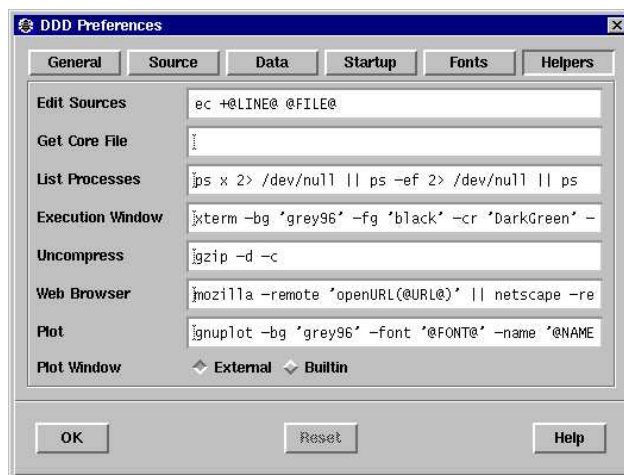 DDD Preferences
General Source Data Startup Fonts Helpers
Edit Sources ec +@LINE@ @FILE@
Get Core File
List Processes ps x 2> /dev/null || ps -ef 2> /dev/null || ps
Execution Window xterm -bg 'grey96' -fg 'black' -cr 'DarkGreen' -
Uncompress gzip -d -c
Web Browser mozilla -remote 'openURL(@URL@)' || netscape -re
Plot gnuplot -bg 'grey96' -font '@FONT@' -name '@NAME
Plot Window External Builtin
OK Reset Help